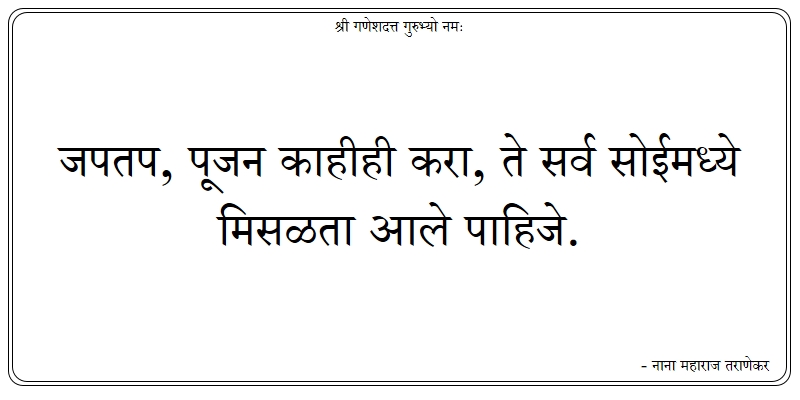 श्री गणेशदत्त गुरुभ्यो नमः
जपतप, पूजन काहीही करा, ते सर्व सोईमध्ये
मिसळता आले पाहिजे.
- नाना महाराज तराणेकर